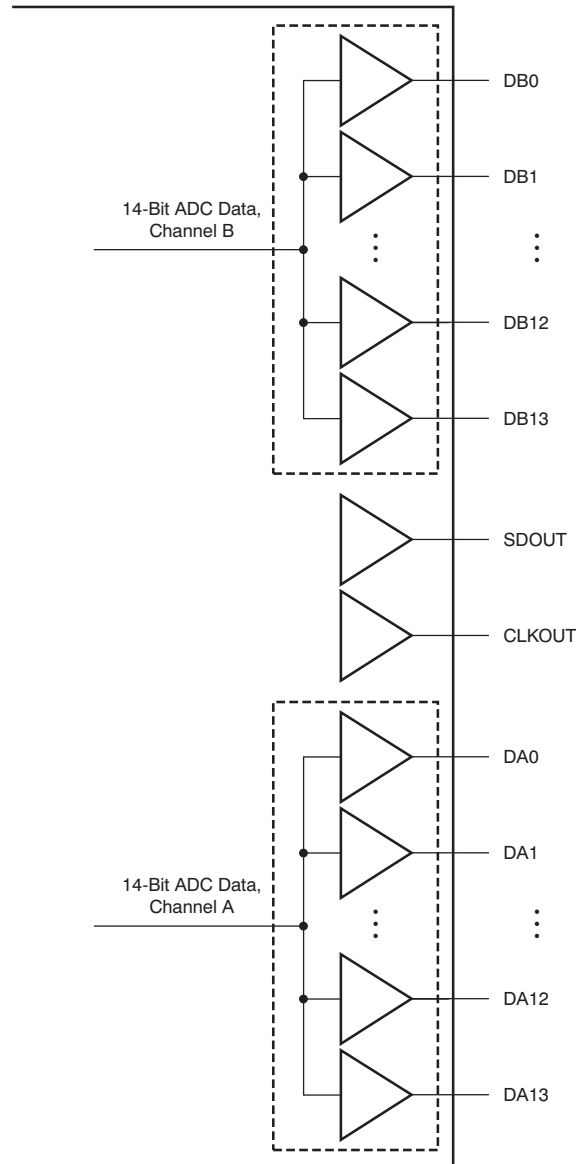 DB0
DB1
14-Bit ADC Data,
Channel B
DB12
DB13
SDOUT
CLKOUT
DA0
DA1
14-Bit ADC Data,
Channel A
DA12
DA13